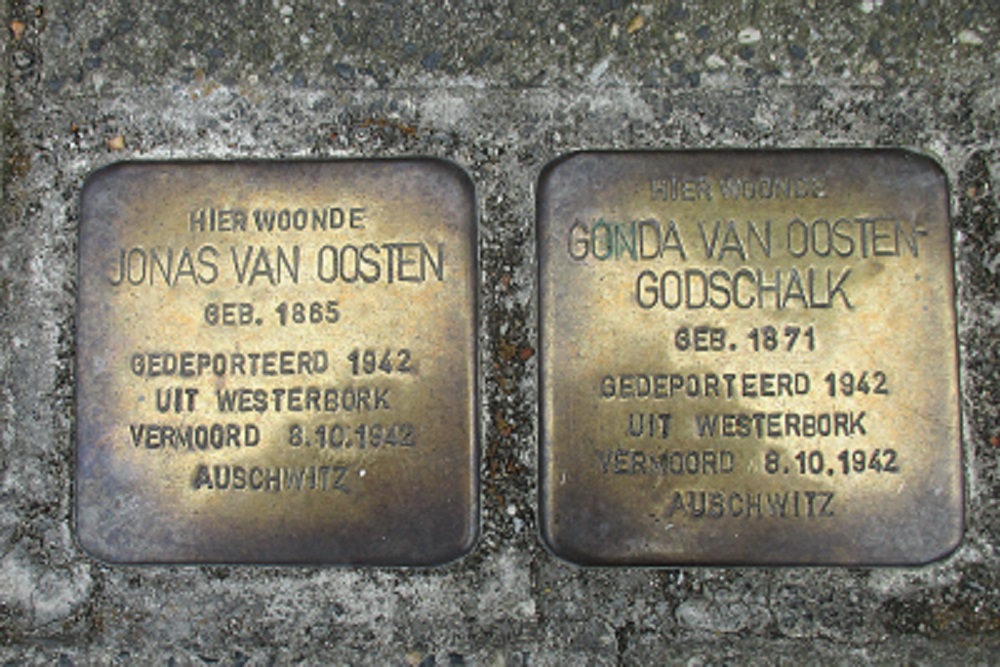 HIER WOONDE
JONAS VAN OOSTEN
GEB. 1865
GEDEPORTEERD 1942
UIT WESTERBORK
VERMOORD 8.10.1942
AUSCHWITZ
HIER WOONDE
GONDA VAN OOSTEN-
GODSCHALK
GEB. 1871
GEDEPORTEERD 1942
UIT WESTERBORK
VERMOORD 8.10.1942
AUSCHWITZ